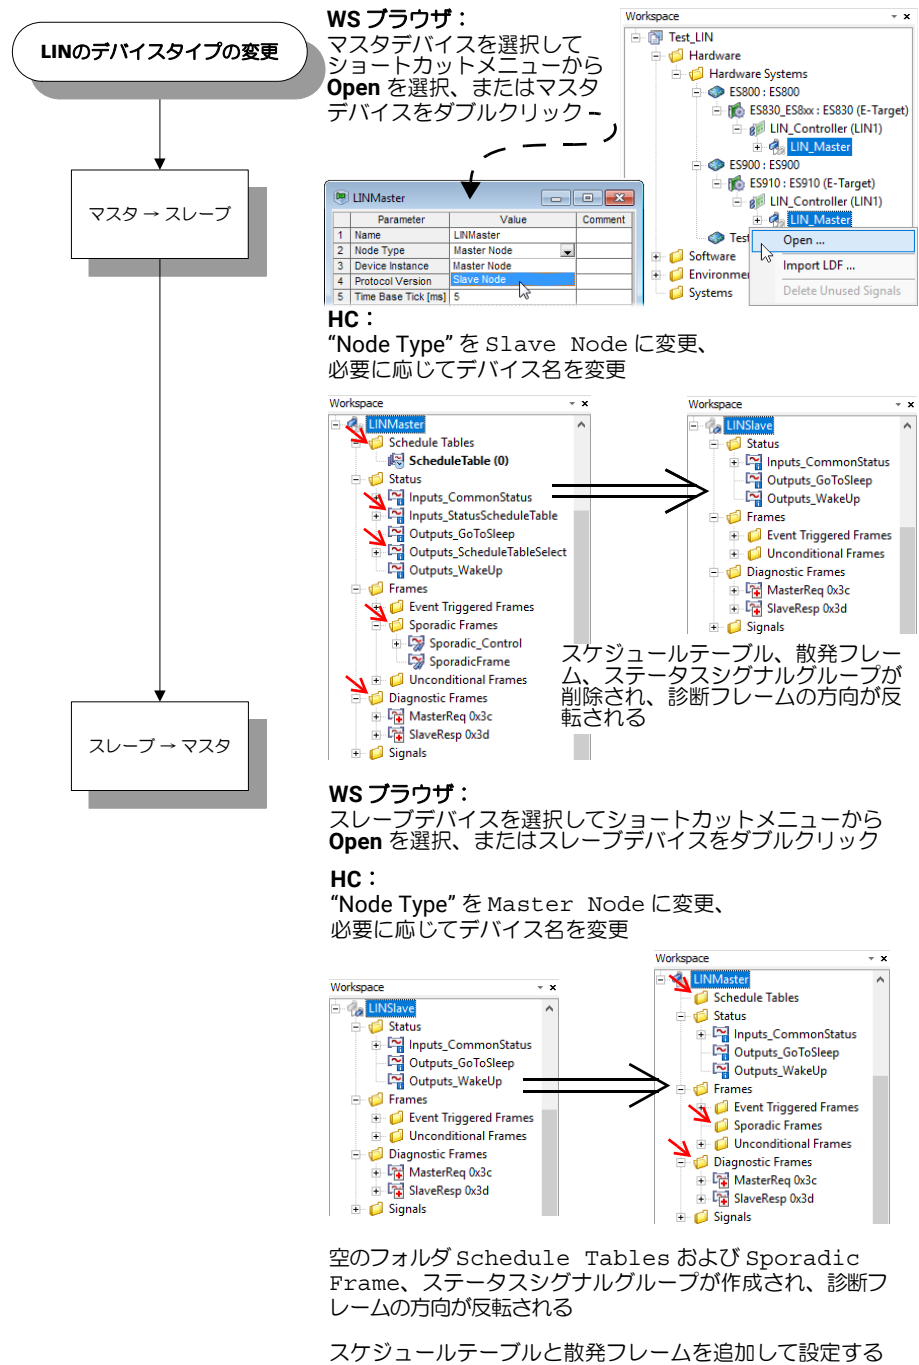 LINのデバイスタイプの変更
マスタ → スレーブ
スレーブ → マスタ
WS ブラウザ：
マスタデバイスを選択して
ショートカットメニューから
Open を選択、またはマスタ
デバイスをダブルクリック
Workspace
Test_LIN
Hardware
Hardware Systems
ES800 : ES800
ES830_ES8xx : ES830 (E-Target)
LIN_Controller (LIN1)
LIN_Master
ES900 : ES900
ES910 : ES910 (E-Target)
LIN_Controller (LIN1)
LIN_Master
Test
Software
Environme
Systems
Open ...
Import LDF ...
Delete Unused Signals
LINMaster
Parameter Value Comment
1 Name LINMaster
2 Node Type Master Node
3 Device Instance Master Node
4 Protocol Version Slave Node
5 Time Base Tick [ms] 5
HC：
“Node Type” を Slave Node に変更、
必要に応じてデバイス名を変更
Workspace
LINMaster
Schedule Tables
ScheduleTable (0)
Status
Inputs_CommonStatus
Inputs_StatusScheduleTable
Outputs_GoToSleep
Outputs_ScheduleTableSelect
Outputs_WakeUp
Frames
Event Triggered Frames
Sporadic Frames
Sporadic_Control
SporadicFrame
Unconditional Frames
Diagnostic Frames
MasterReq 0x3c
SlaveResp 0x3d
Signals
Workspace
LINSlave
Status
Inputs_CommonStatus
Outputs_GoToSleep
Outputs_WakeUp
Frames
Event Triggered Frames
Unconditional Frames
Diagnostic Frames
MasterReq 0x3c
SlaveResp 0x3d
Signals
スケジュールテーブル、散発フレー
ム、ステータスシグナルグループが
削除され、診断フレームの方向が反
転される
WS ブラウザ：
スレーブデバイスを選択してショートカットメニューから
Open を選択、またはスレーブデバイスをダブルクリック
HC：
“Node Type” を Master Node に変更、
必要に応じてデバイス名を変更
Workspace
LINSlave
Status
Inputs_CommonStatus
Outputs_GoToSleep
Outputs_WakeUp
Frames
Event Triggered Frames
Unconditional Frames
Diagnostic Frames
MasterReq 0x3c
SlaveResp 0x3d
Signals
Workspace
LINMaster
Schedule Tables
Status
Inputs_CommonStatus
Outputs_GoToSleep
Outputs_WakeUp
Frames
Event Triggered Frames
Sporadic Frames
Unconditional Frames
Diagnostic Frames
MasterReq 0x3c
SlaveResp 0x3d
Signals
空のフォルダ Schedule Tables および Sporadic
Frame、ステータスシグナルグループが作成され、診断フ
レームの方向が反転される
スケジュールテーブルと散発フレームを追加して設定する